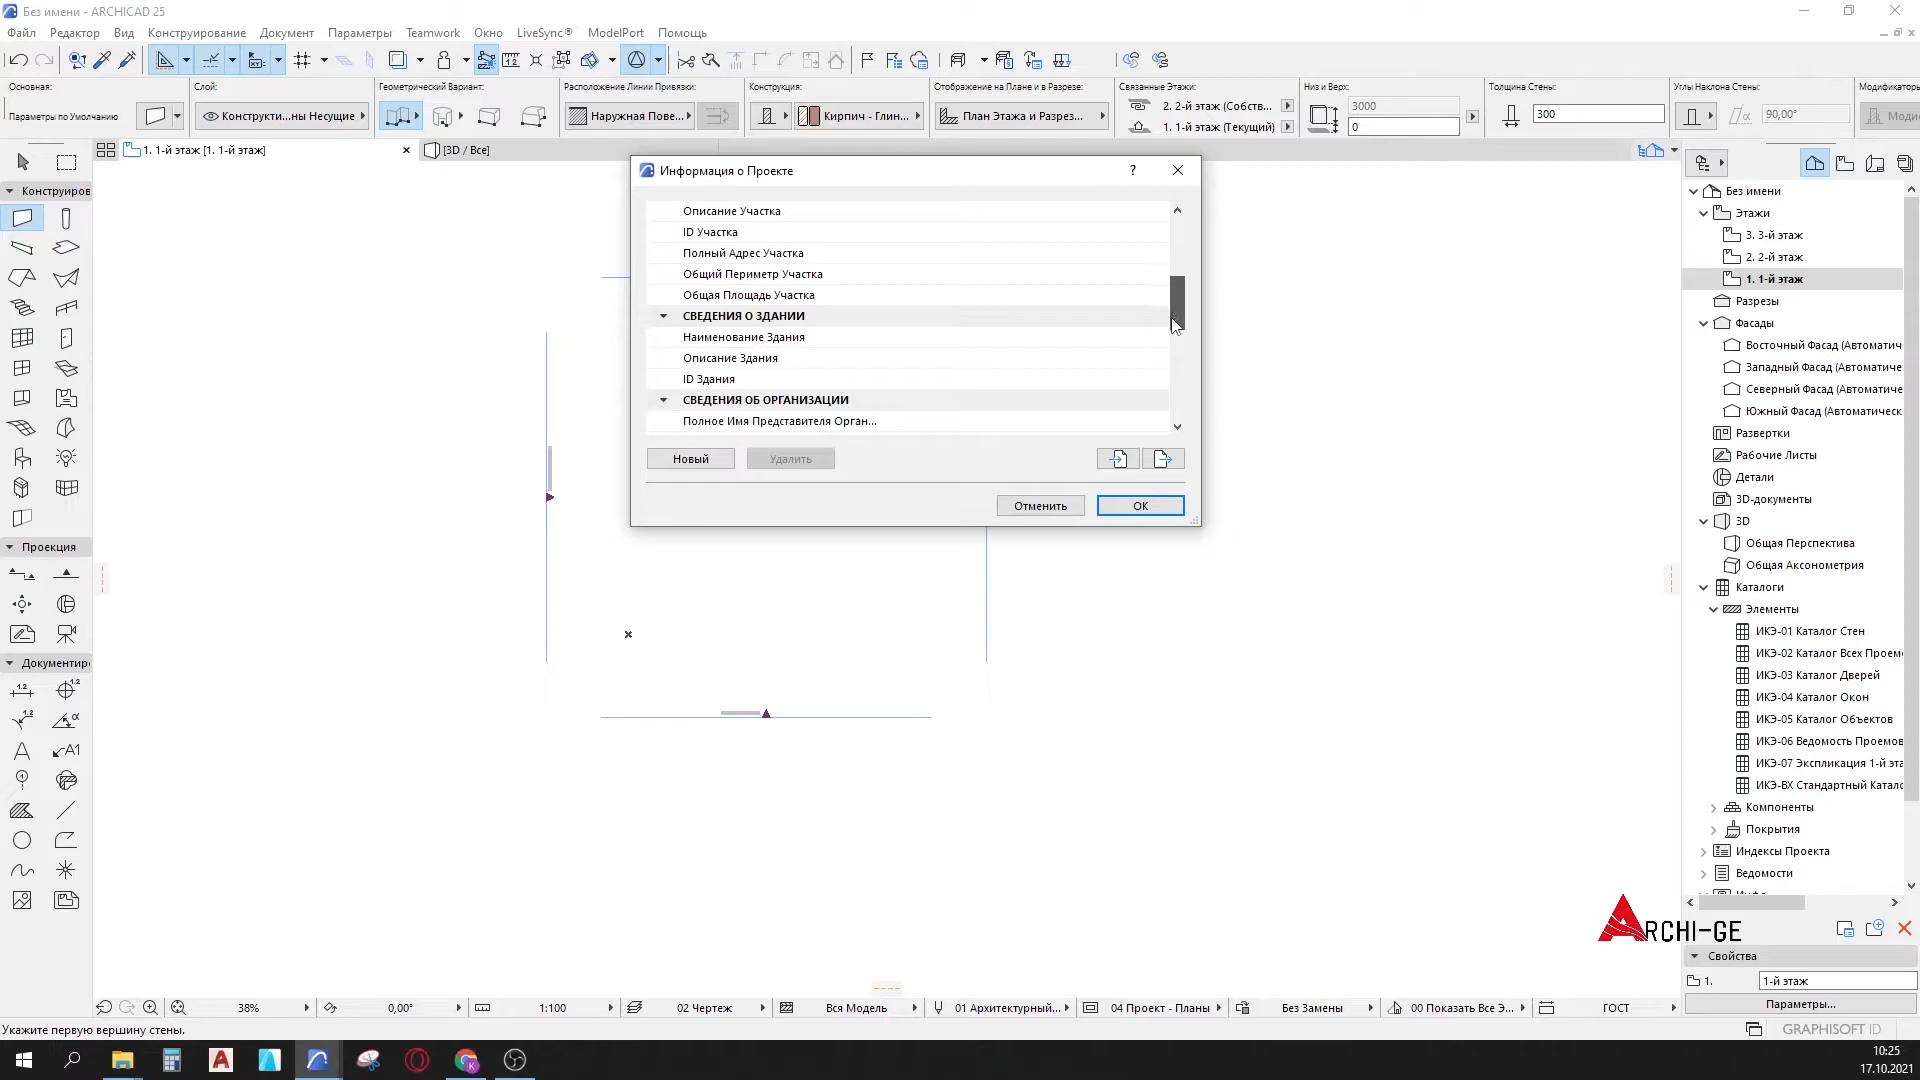 Без имени - ARCHICAD 25
Файл Редактор Вид Конструирование Документ Параметры Teamwork Окно LiveSync® ModelPort Помощь
Основная: Слой: Геометрический Вариант: Расположение Линии Привязки: Конструкция: Отображение на Плане и в Разрезе: Связанные Этажи: Низ и Верх: Толщина Стены: Углы Наклона Стены: Модификаторы
2. 2-й этаж (Собств... 3000
Параметры по Умолчанию Конструкти...ны Несущие Наружная Пове... Кирпич - Глин... План Этажа и Разрез... 300 90,00° Моди
1. 1-й этаж (Текущий) 0
1. 1-й этаж [1. 1-й этаж] [3D / Все]
Информация о Проекте ?
Описание Участка
ID Участка
Полный Адрес Участка
Общий Периметр Участка
Общая Площадь Участка
СВЕДЕНИЯ О ЗДАНИИ
Наименование Здания
Описание Здания
ID Здания
СВЕДЕНИЯ ОБ ОРГАНИЗАЦИИ
Полное Имя Представителя Орган...
Новый Удалить
Отменить ОК
Конструиров
Проекция
Документир
1.2
1.2
1.2
α
A
A1
1
Без имени
Этажи
3. 3-й этаж
2. 2-й этаж
1. 1-й этаж
Разрезы
Фасады
Восточный Фасад (Автоматич
Западный Фасад (Автоматиче
Северный Фасад (Автоматиче
Южный Фасад (Автоматическ
Развертки
Рабочие Листы
Детали
3D-документы
3D
Общая Перспектива
Общая Аксонометрия
Каталоги
Элементы
ИКЭ-01 Каталог Стен
ИКЭ-02 Каталог Всех Проем
ИКЭ-03 Каталог Дверей
ИКЭ-04 Каталог Окон
ИКЭ-05 Каталог Объектов
ИКЭ-06 Ведомость Проемов
ИКЭ-07 Экспликация 1-й эта
ИКЭ-ВХ Стандартный Катало
Компоненты
Покрытия
Индексы Проекта
Ведомости
ARCHI-GE
Свойства
1. 1-й этаж
Параметры...
38% 0,00° 1:100 02 Чертеж Вся Модель 01 Архитектурный... 04 Проект - Планы Без Замены 00 Показать Все Э... ГОСТ
Укажите первую вершину стены.
GRAPHISOFT ID
10:25
17.10.2021